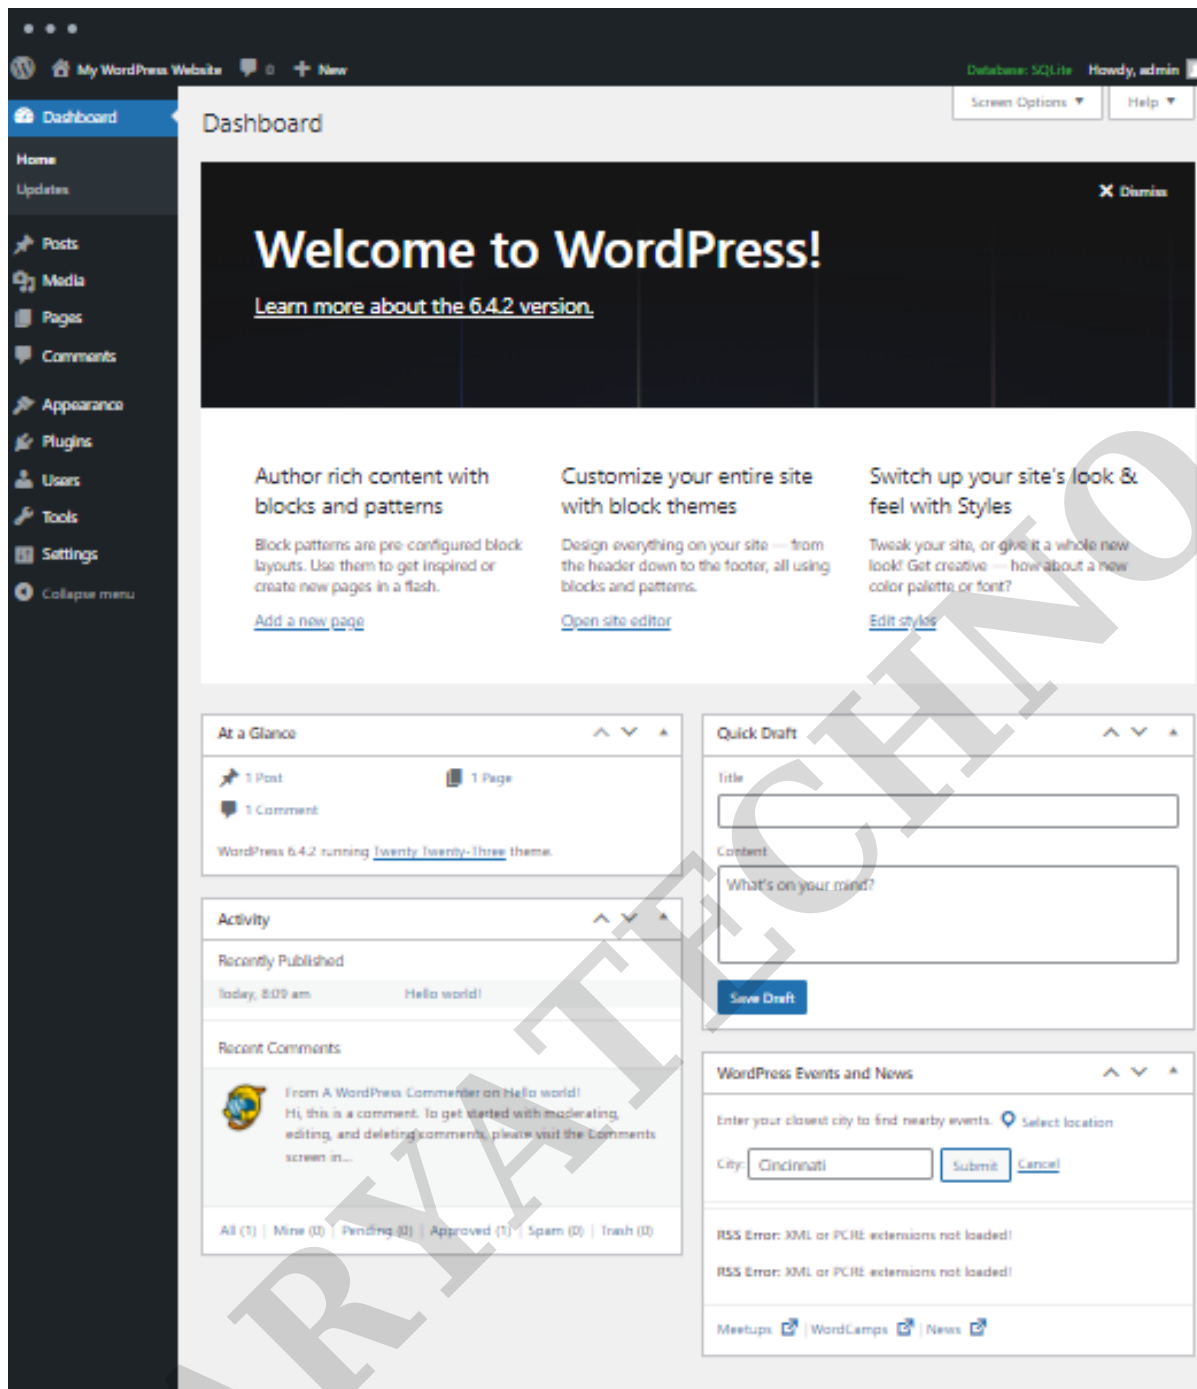 My WordPress Website 0 New
Database: SQLite Howdy, admin
Screen Options Help
Dashboard
Home
Updates
Posts
Media
Pages
Comments
Appearance
Plugins
Users
Tools
Settings
Collapse menu
Dashboard
Dismiss
Welcome to WordPress!
Learn more about the 6.4.2 version.
Author rich content with
blocks and patterns
Block patterns are pre-configured block
layouts. Use them to get inspired or
create new pages in a flash.
Add a new page
Customize your entire site
with block themes
Design everything on your site — from
the header down to the footer, all using
blocks and patterns.
Open site editor
Switch up your site's look &
feel with Styles
Tweak your site, or give it a whole new
look! Get creative — how about a new
color palette or font?
Edit styles
At a Glance
1 Post 1 Page
1 Comment
WordPress 6.4.2 running Twenty Twenty-Three theme.
Activity
Recently Published
Today, 8:09 am Hello world!
Recent Comments
From A WordPress Commenter on Hello world!
Hi, this is a comment. To get started with moderating,
editing, and deleting comments, please visit the Comments
screen in...
All (1) | Mine (0) | Pending (0) | Approved (1) | Spam (0) | Trash (0)
Quick Draft
Title
Content
What's on your mind?
Save Draft
WordPress Events and News
Enter your closest city to find nearby events. Select location
City: Cincinnati Submit Cancel
RSS Error: XML or PCRE extensions not loaded!
RSS Error: XML or PCRE extensions not loaded!
Meetups | WordCamps | News
ARYATECHNO